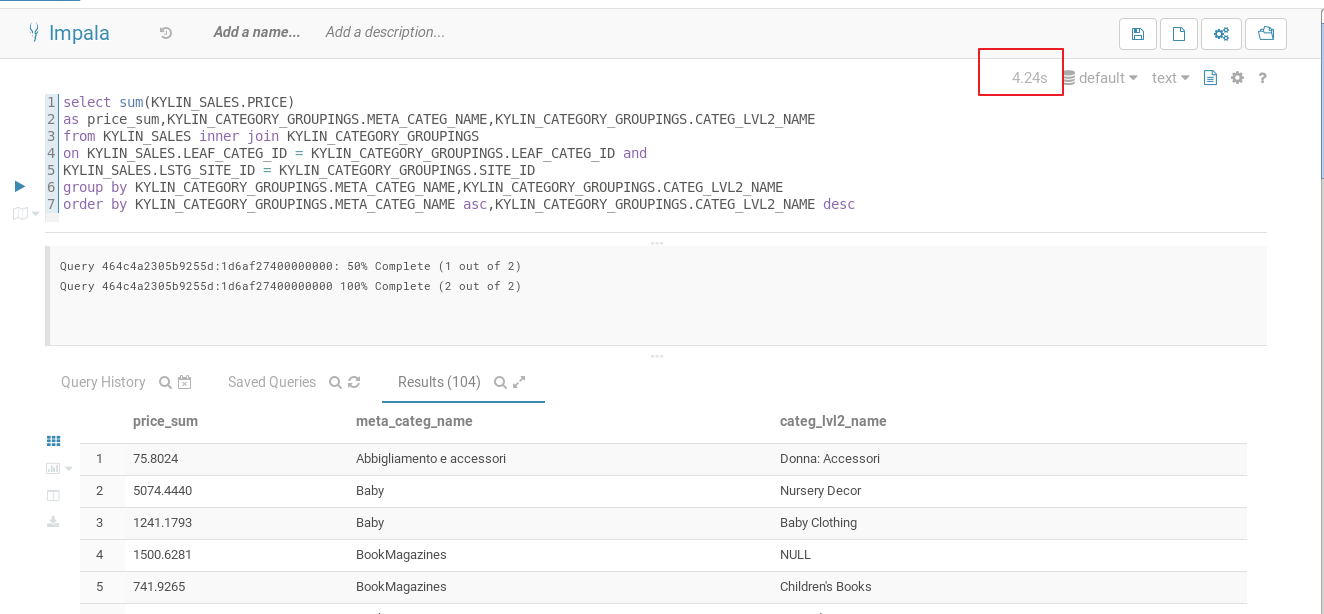 Impala Add a name... Add a description...
4.24s default text ?
1 select sum(KYLIN_SALES.PRICE)
2 as price_sum,KYLIN_CATEGORY_GROUPINGS.META_CATEG_NAME,KYLIN_CATEGORY_GROUPINGS.CATEG_LVL2_NAME
3 from KYLIN_SALES inner join KYLIN_CATEGORY_GROUPINGS
4 on KYLIN_SALES.LEAF_CATEG_ID = KYLIN_CATEGORY_GROUPINGS.LEAF_CATEG_ID and
5 KYLIN_SALES.LSTG_SITE_ID = KYLIN_CATEGORY_GROUPINGS.SITE_ID
6 group by KYLIN_CATEGORY_GROUPINGS.META_CATEG_NAME,KYLIN_CATEGORY_GROUPINGS.CATEG_LVL2_NAME
7 order by KYLIN_CATEGORY_GROUPINGS.META_CATEG_NAME asc,KYLIN_CATEGORY_GROUPINGS.CATEG_LVL2_NAME desc
Query 464c4a2305b9255d:1d6af27400000000: 50% Complete (1 out of 2)
Query 464c4a2305b9255d:1d6af27400000000 100% Complete (2 out of 2)
Query History Saved Queries Results (104)
price_sum meta_categ_name categ_lvl2_name
1 75.8024 Abbigliamento e accessori Donna: Accessori
2 5074.4440 Baby Nursery Decor
3 1241.1793 Baby Baby Clothing
4 1500.6281 BookMagazines NULL
5 741.9265 BookMagazines Children's Books